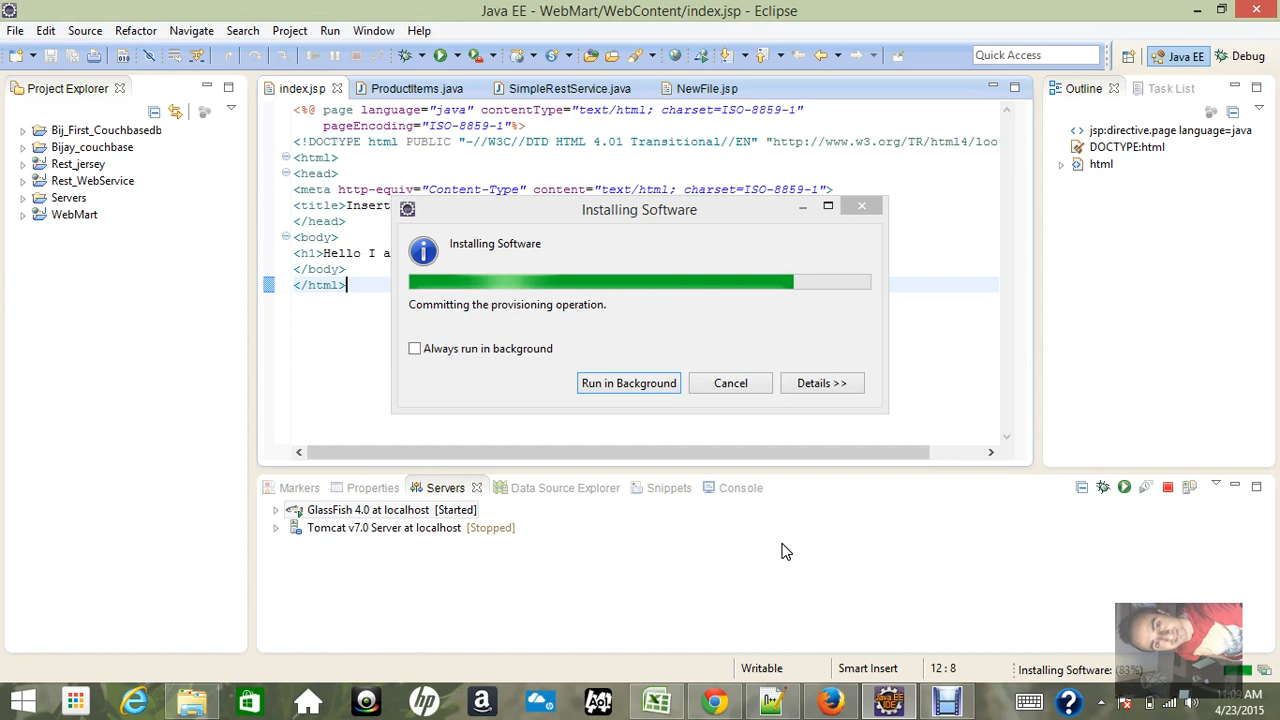 Java EE - WebMart/WebContent/index.jsp - Eclipse
File Edit Source Refactor Navigate Search Project Run Window Help
Quick Access
Java EE
Debug
Project Explorer
Bij_First_Couchbasedb
Bijay_couchbase
Rest_jersey
Rest_WebService
Servers
WebMart
index.jsp
ProductItems.java
SimpleRestService.java
NewFile.jsp
<%@ page language="java" contentType="text/html; charset=ISO-8859-1"
pageEncoding="ISO-8859-1"%>
<!DOCTYPE html PUBLIC "-//W3C//DTD HTML 4.01 Transitional//EN" "http://www.w3.org/TR/html4/loo
<html>
<head>
<meta http-equiv="Content-Type" content="text/html; charset=ISO-8859-1">
<title>Insert
</head>
<body>
<h1>Hello I a
</body>
</html>
Installing Software
Installing Software
Committing the provisioning operation.
Always run in background
Run in Background
Cancel
Details >>
Outline
Task List
jsp:directive.page language=java
DOCTYPE:html
html
Markers
Properties
Servers
Data Source Explorer
Snippets
Console
GlassFish 4.0 at localhost [Started]
Tomcat v7.0 Server at localhost [Stopped]
Writable
Smart Insert
12 : 8
Installing Software: (83%)
11:09 AM
4/23/2015